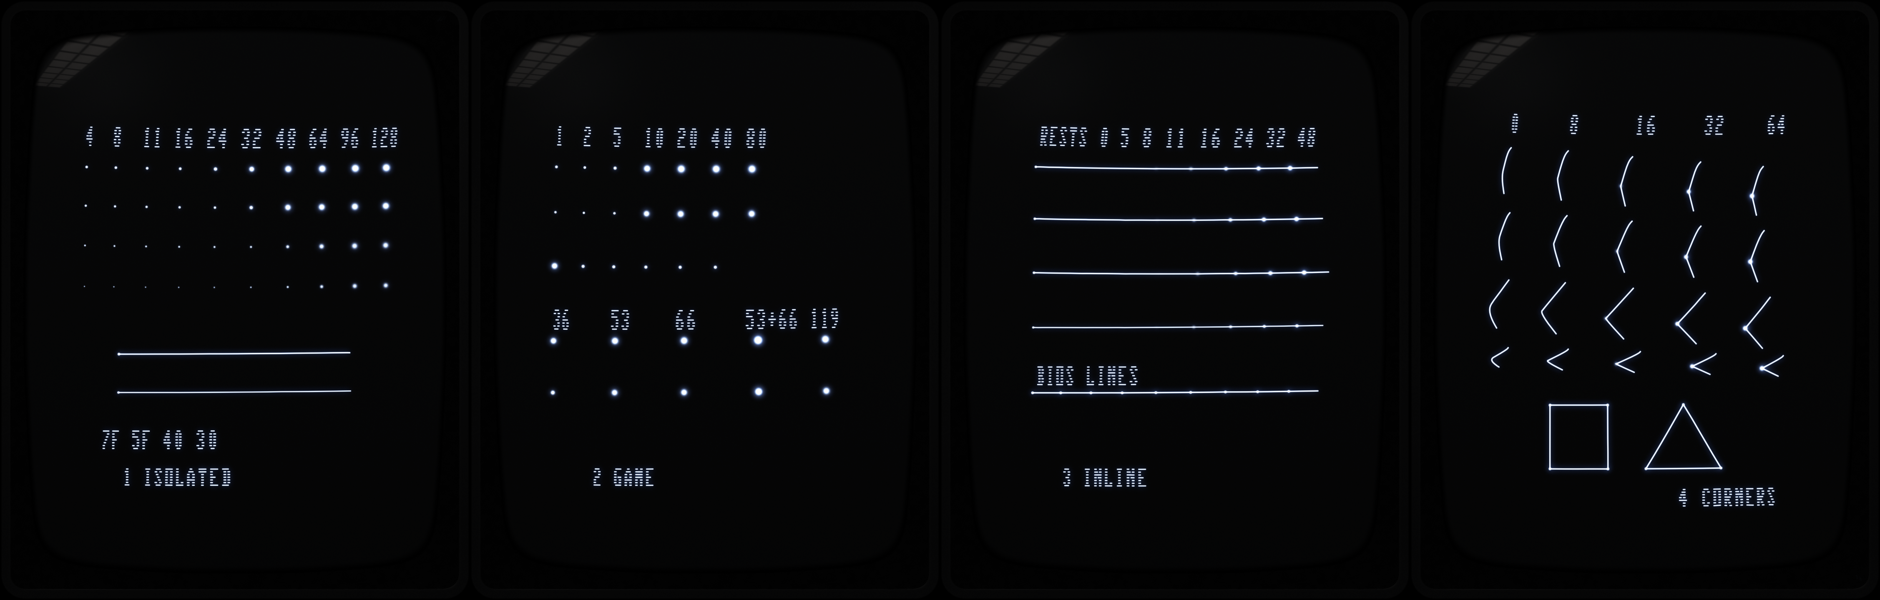 4 8 11 16 24 32 48 64 96 128
7F 5F 40 30
1 ISOLATED
1 2 5 10 20 40 80
36 53 66 53+66 119
2 GAME
RESTS 0 5 8 11 16 24 32 48
BIOS LINES
3 INLINE
0 8 16 32 64
4 CORNERS